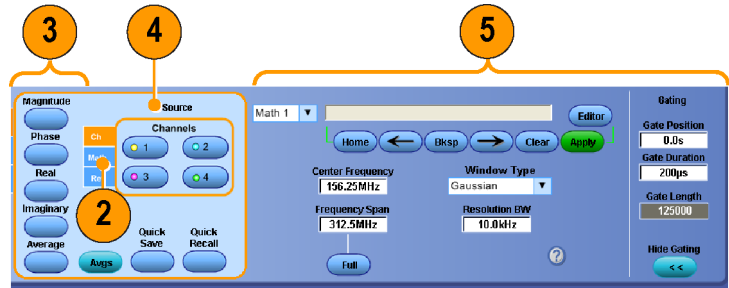 3
4
5
Magnitude
Phase
Real
Imaginary
Average
Source
Ch
Math
Channels
1
2
3
4
2
Avgs
Quick Save
Quick Recall
Math 1
Editor
Home
Bksp
Clear
Apply
Center Frequency
156.25MHz
Window Type
Gaussian
Frequency Span
312.5MHz
Resolution BW
10.0kHz
Full
?
Gating
Gate Position
0.0s
Gate Duration
200µs
Gate Length
125000
Hide Gating
<<